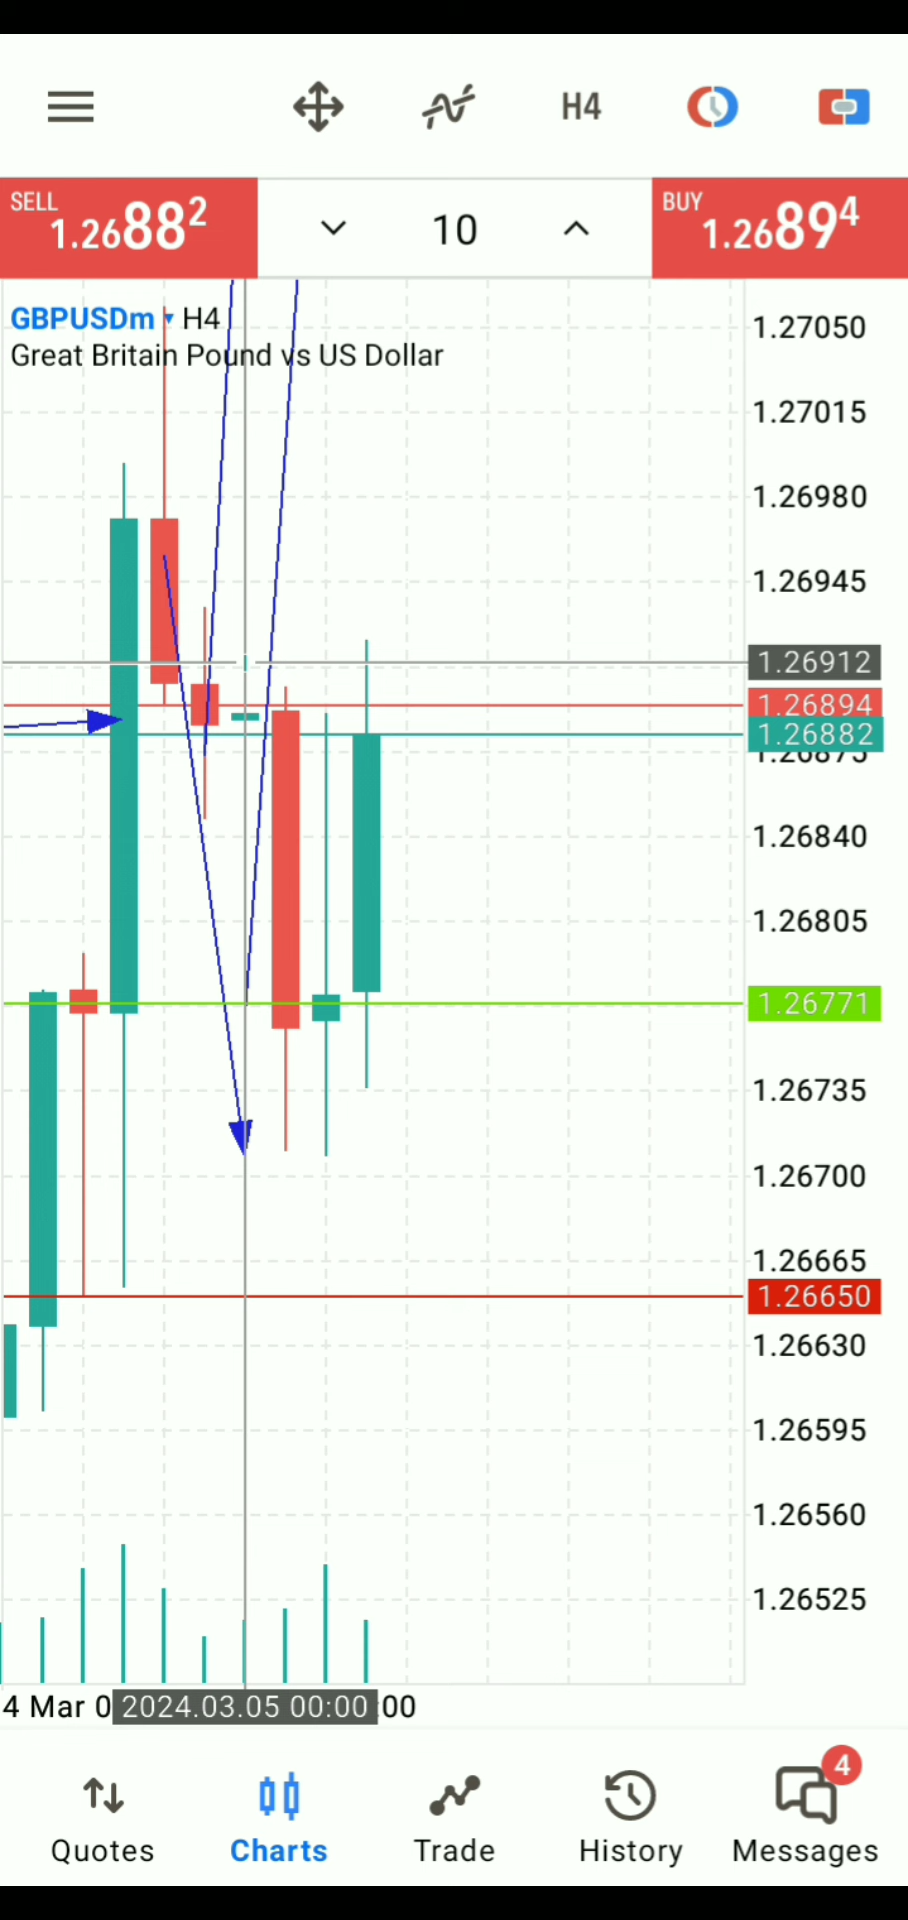 H4
SELL
1.26882
10
BUY
1.26894
GBPUSDm H4
Great Britain Pound vs US Dollar
1.27050
1.27015
1.26980
1.26945
1.26912
1.26894
1.26882
1.26875
1.26840
1.26805
1.26771
1.26735
1.26700
1.26665
1.26650
1.26630
1.26595
1.26560
1.26525
4 Mar 0
2024.03.05 00:00
:00
4
Quotes
Charts
Trade
History
Messages